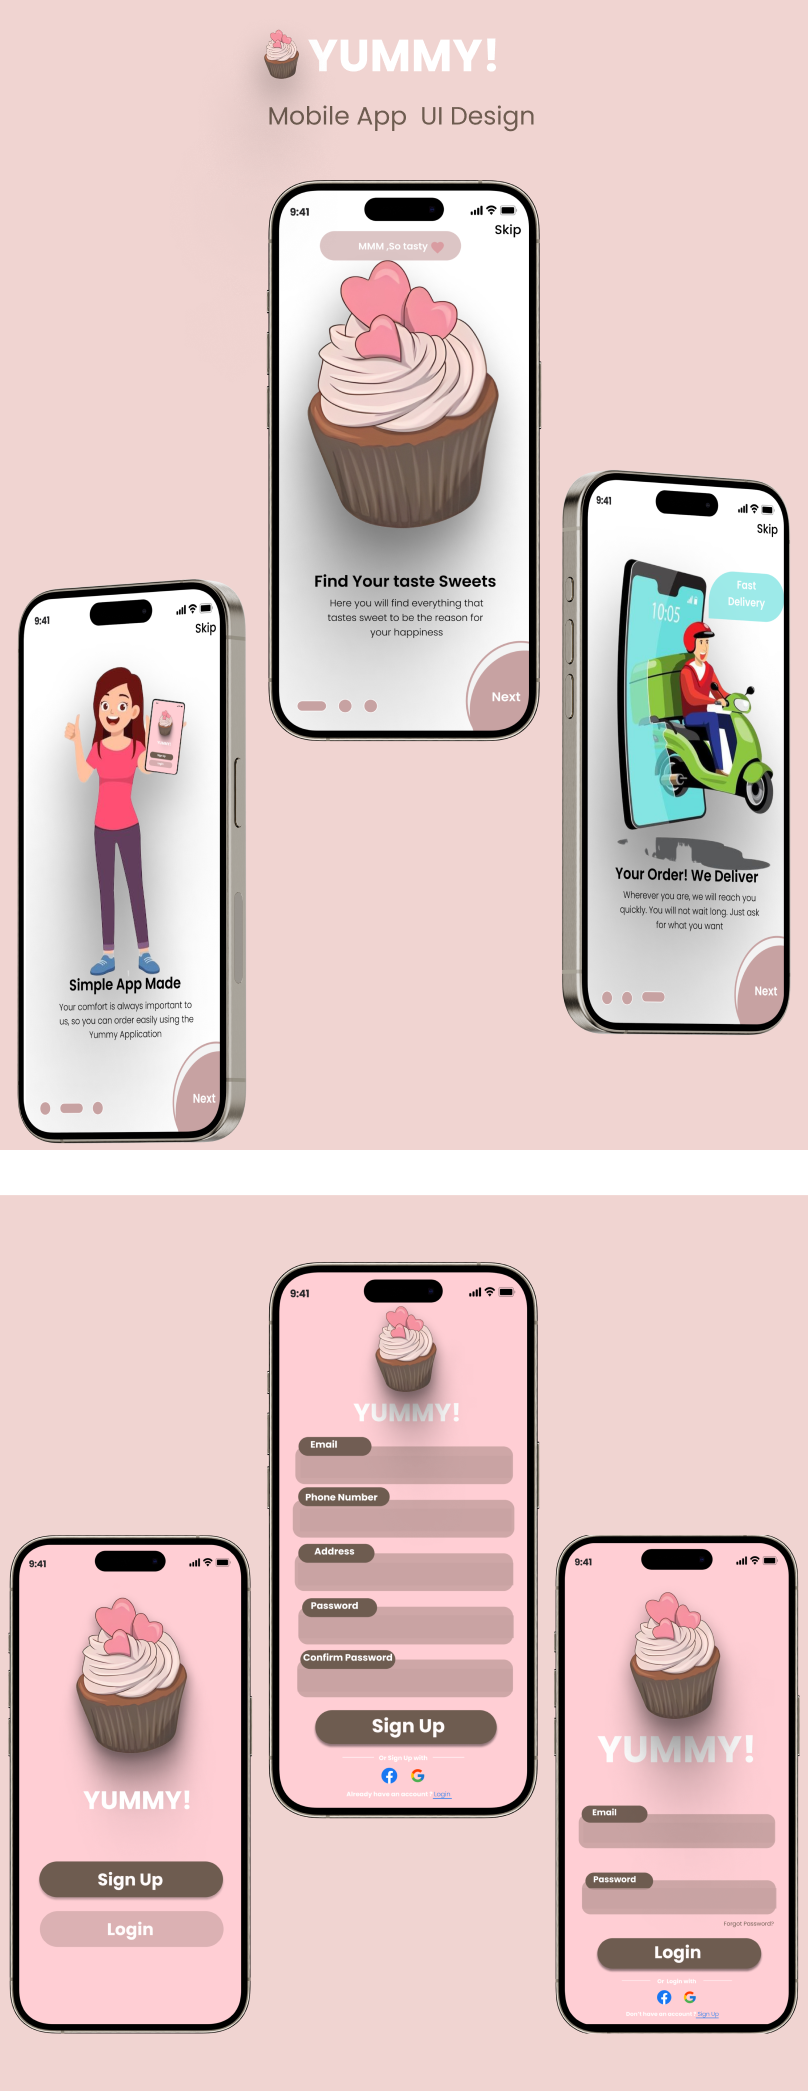 YUMMY!
Mobile App UI Design
9:41
Skip
MMM ,So tasty
Find Your taste Sweets
Here you will find everything that
tastes sweet to be the reason for
your happiness
Next
9:41
Skip
Fast
Delivery
10:05
Your Order! We Deliver
Wherever you are, we will reach you
quickly. You will not wait long. Just ask
for what you want
Next
9:41
Skip
Simple App Made
Your comfort is always important to
us, so you can order easily using the
Yummy Application
Next
9:41
YUMMY!
Email
Phone Number
Address
Password
Confirm Password
Sign Up
Or Sign Up with
Already have an account ? Login
9:41
YUMMY!
Sign Up
Login
9:41
YUMMY!
Email
Password
Forgot Password?
Login
Or Login with
Don't have an account ? Sign Up